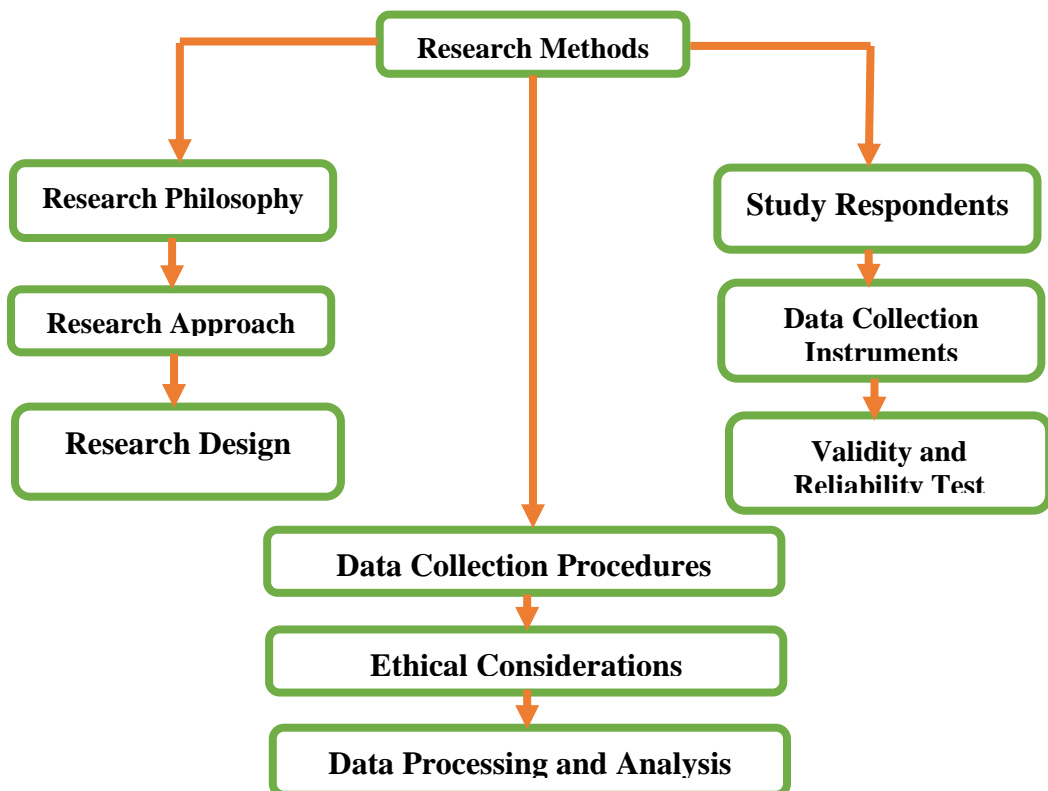 Research Methods
Research Philosophy
Research Approach
Research Design
Study Respondents
Data Collection
Instruments
Validity and
Reliability Test
Data Collection Procedures
Ethical Considerations
Data Processing and Analysis